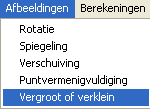 Afbeeldingen Berekeningen
Rotatie
Spiegeling
Verschuiving
Puntvermenigvuldiging
Vergroot of verklein